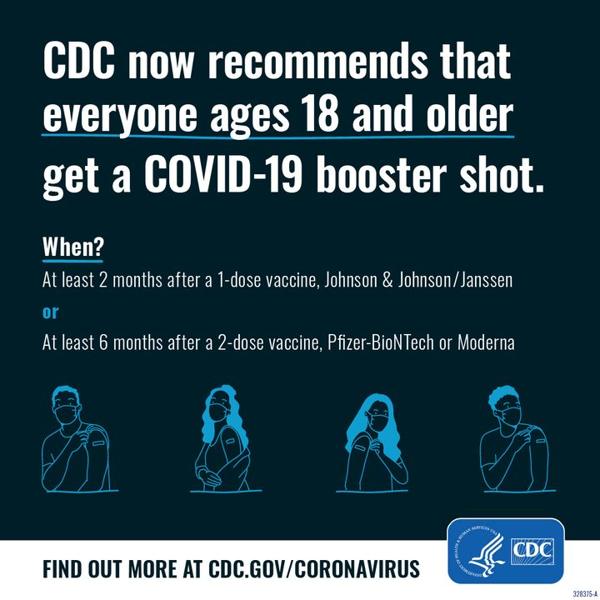 CDC now recommends that
everyone ages 18 and older
get a COVID-19 booster shot.
When?
At least 2 months after a 1-dose vaccine, Johnson & Johnson/Janssen
or
At least 6 months after a 2-dose vaccine, Pfizer-BioNTech or Moderna
FIND OUT MORE AT CDC.GOV/CORONAVIRUS
CDC
328375-A